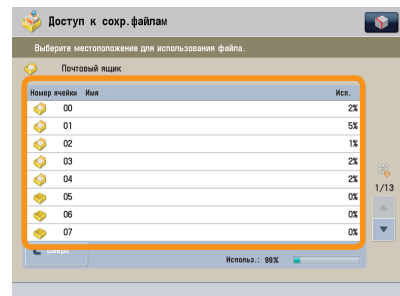 Доступ к сохр.файлам
Выберите местоположение для использования файла.
Почтовый ящик
Номер ячейки Имя Исп.
00 2%
01 5%
02 1%
03 2%
04 2%
05 0%
06 0%
07 0%
1/13
Вверх
Использ.: 99%